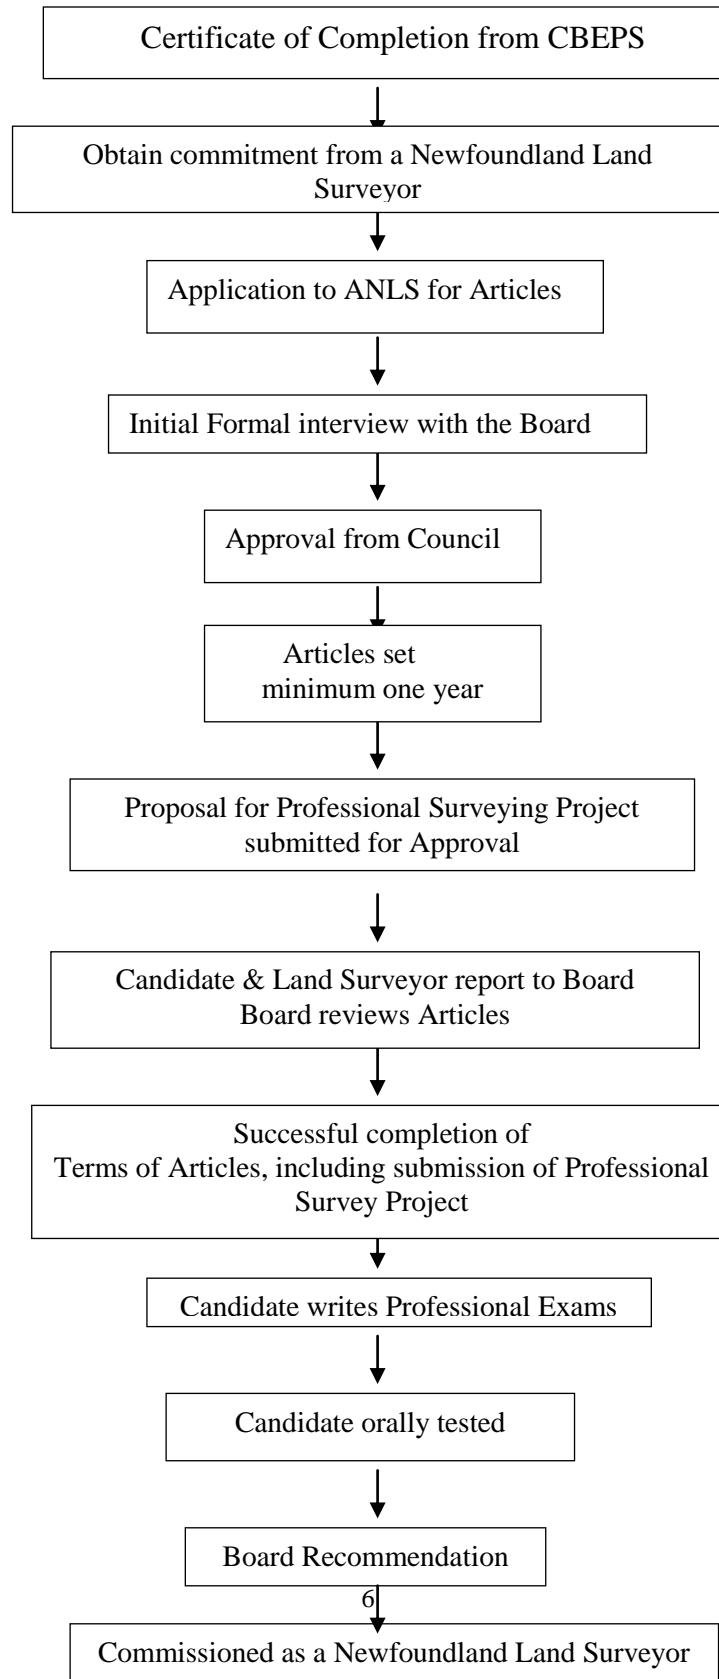 Certificate of Completion from CBEPS
Obtain commitment from a Newfoundland Land
Surveyor
Application to ANLS for Articles
Initial Formal interview with the Board
Approval from Council
Articles set
minimum one year
Proposal for Professional Surveying Project
submitted for Approval
Candidate & Land Surveyor report to Board
Board reviews Articles
Successful completion of
Terms of Articles, including submission of Professional
Survey Project
Candidate writes Professional Exams
Candidate orally tested
Board Recommendation
6
Commissioned as a Newfoundland Land Surveyor